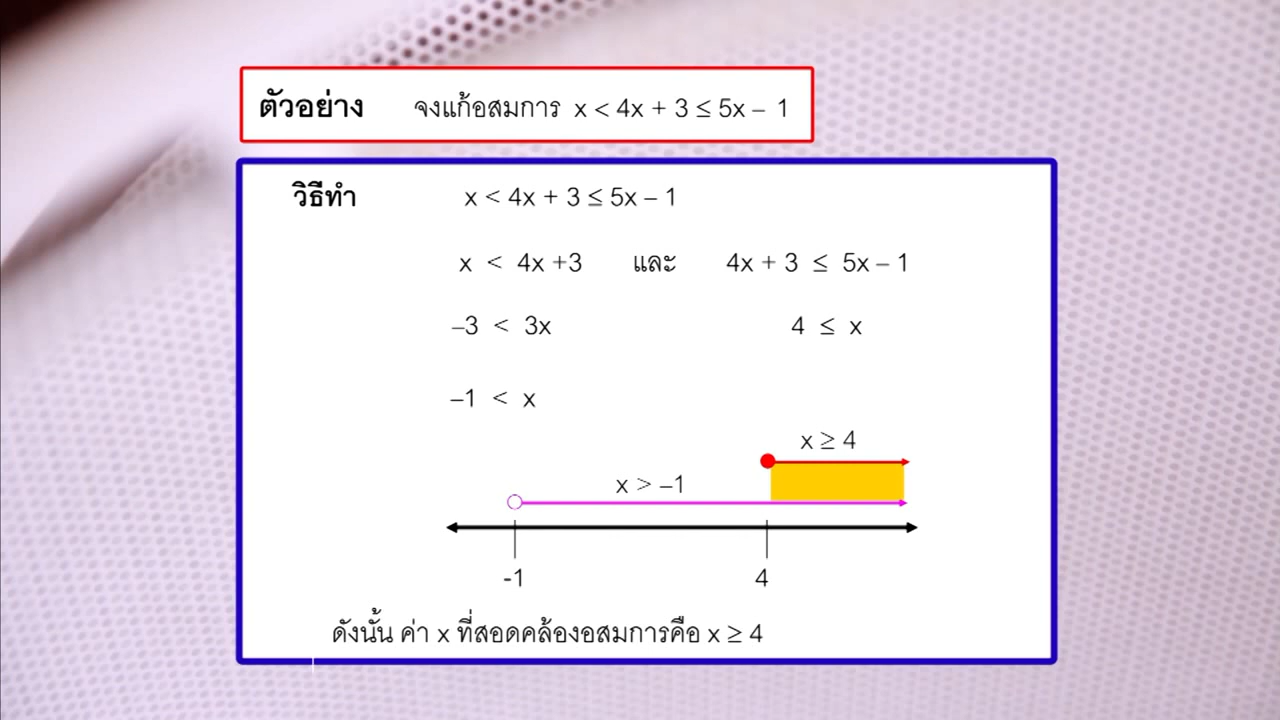 ตัวอย่าง จงแก้อสมการ x < 4x + 3 ≤ 5x – 1
วิธีทำ x < 4x + 3 ≤ 5x – 1
x < 4x +3 และ 4x + 3 ≤ 5x – 1
–3 < 3x 4 ≤ x
–1 < x
x ≥ 4
x > –1
-1 4
ดังนั้น ค่า x ที่สอดคล้องอสมการคือ x ≥ 4